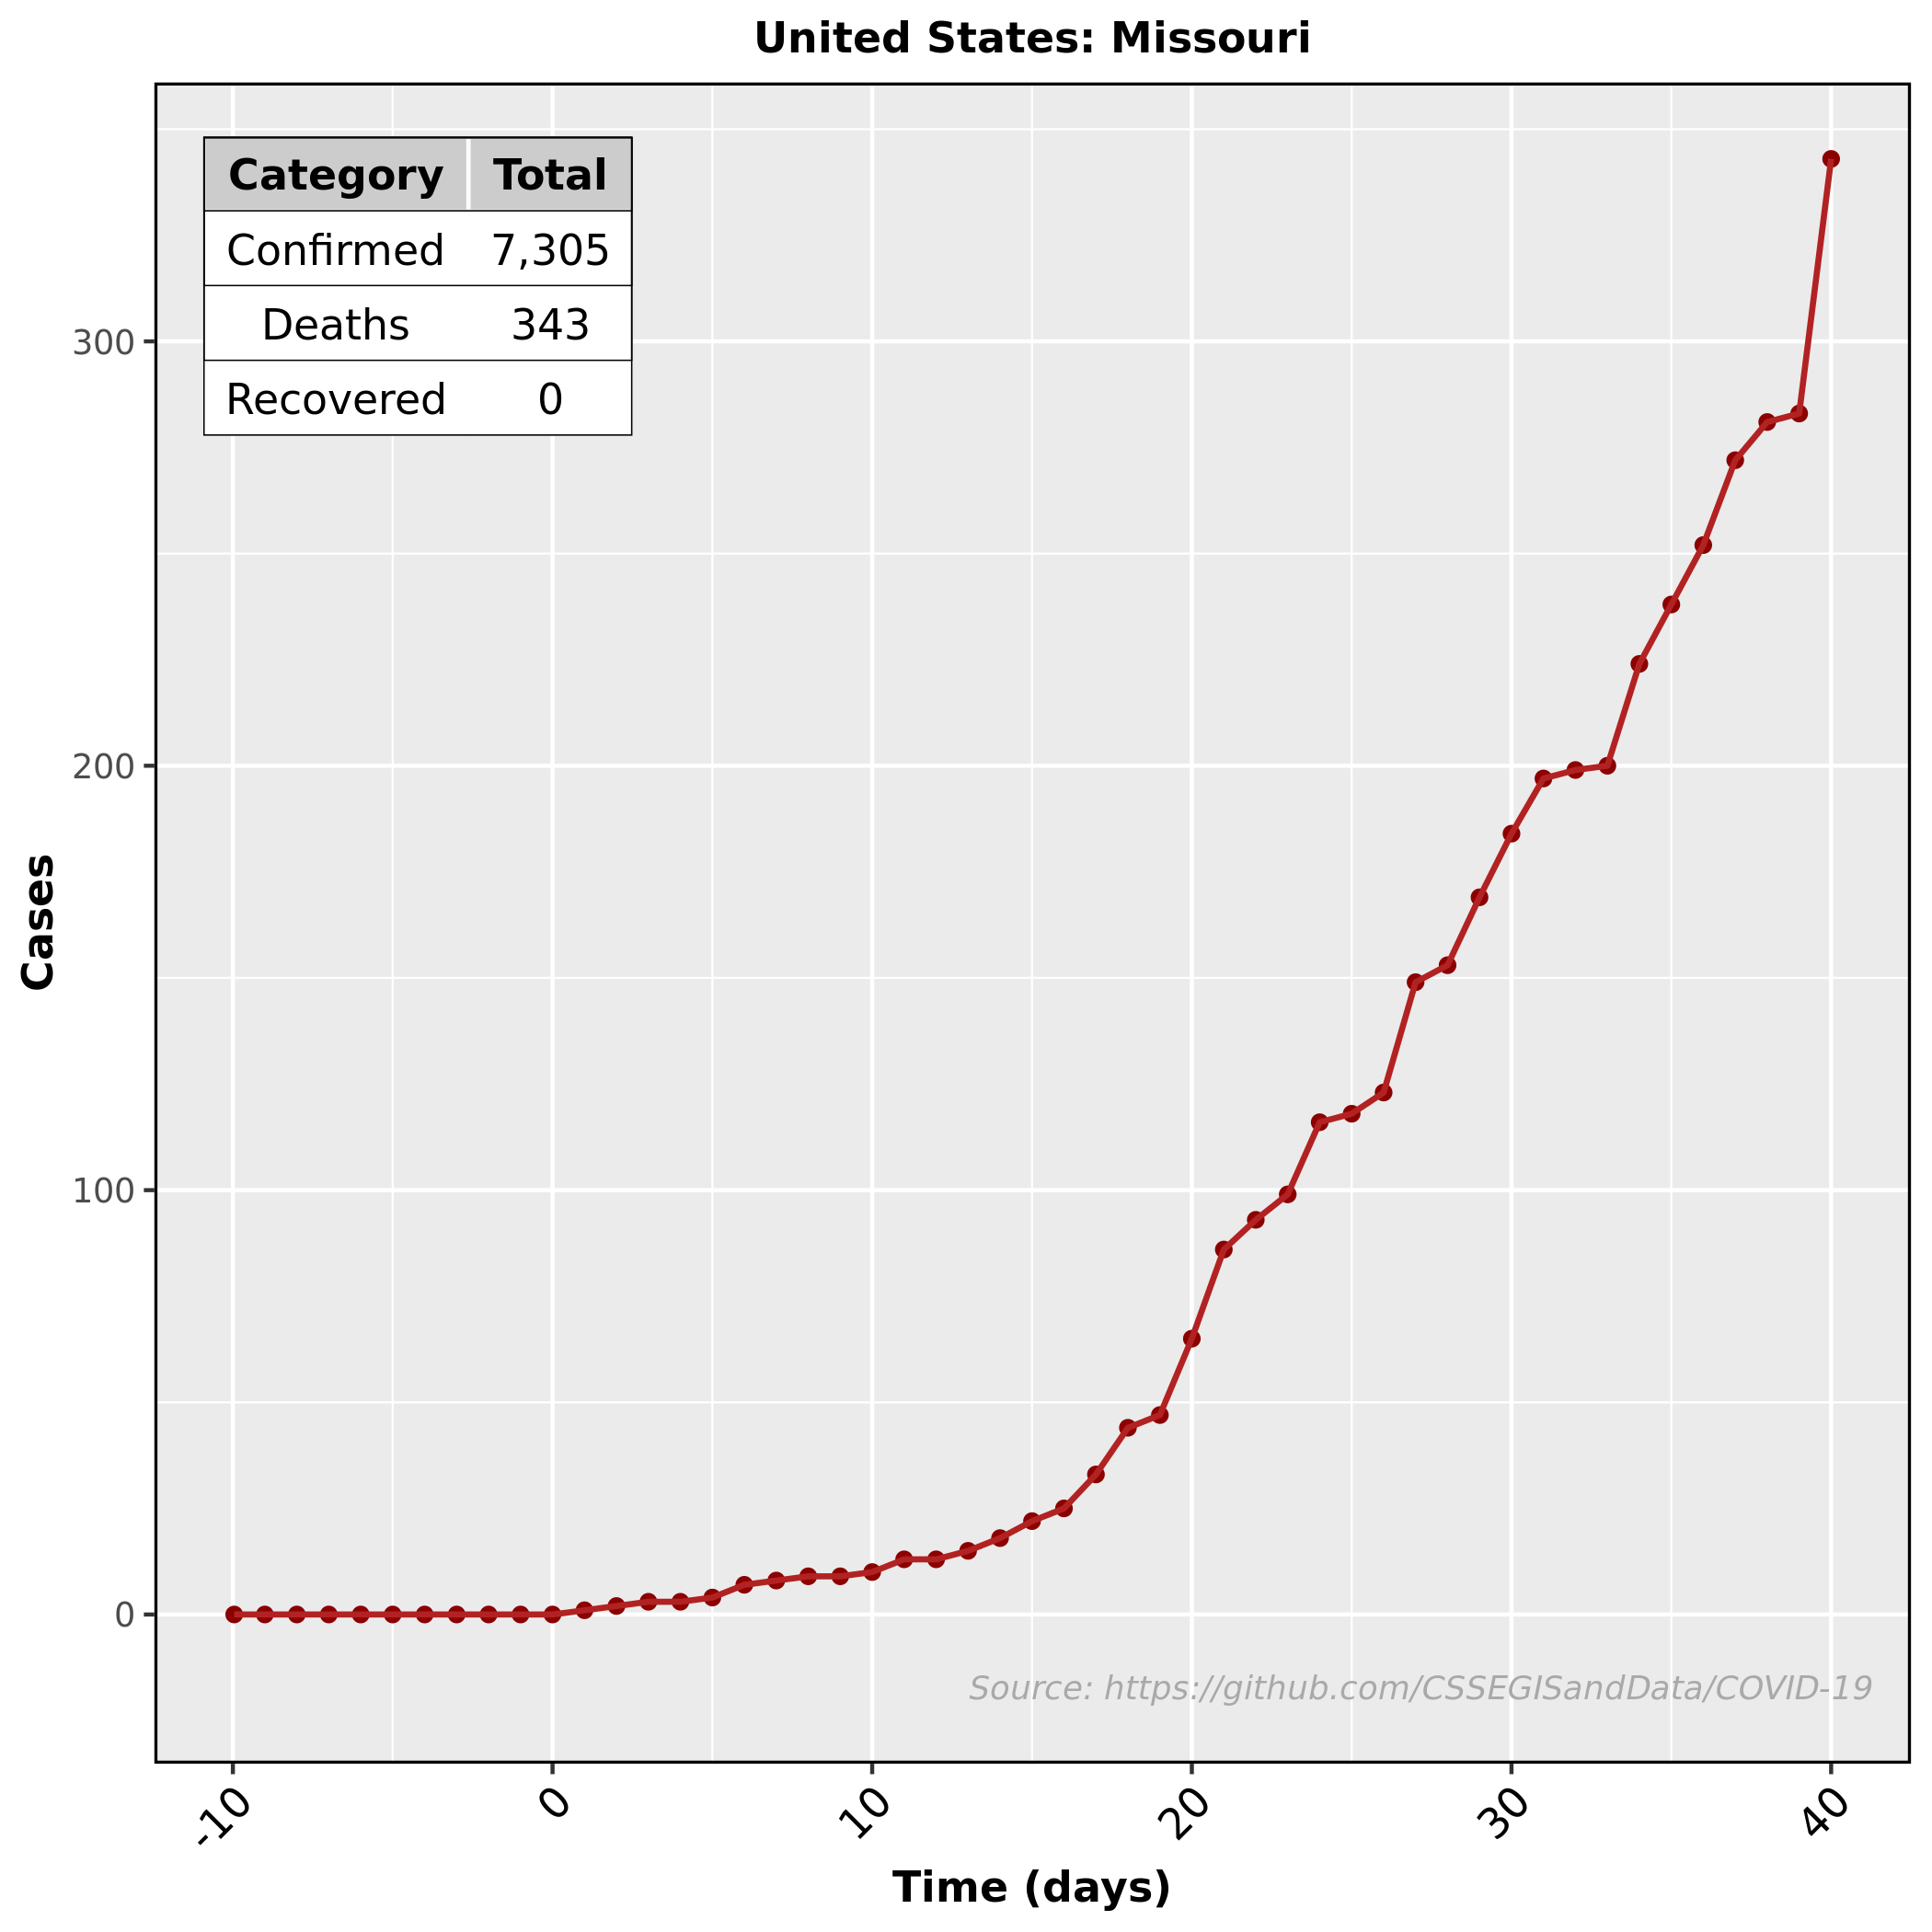 United States: Missouri
Category Total
Confirmed 7,305
Deaths 343
Recovered 0
300
200
100
0
Cases
Source: https://github.com/CSSEGISandData/COVID-19
-10 0 10 20 30 40
Time (days)